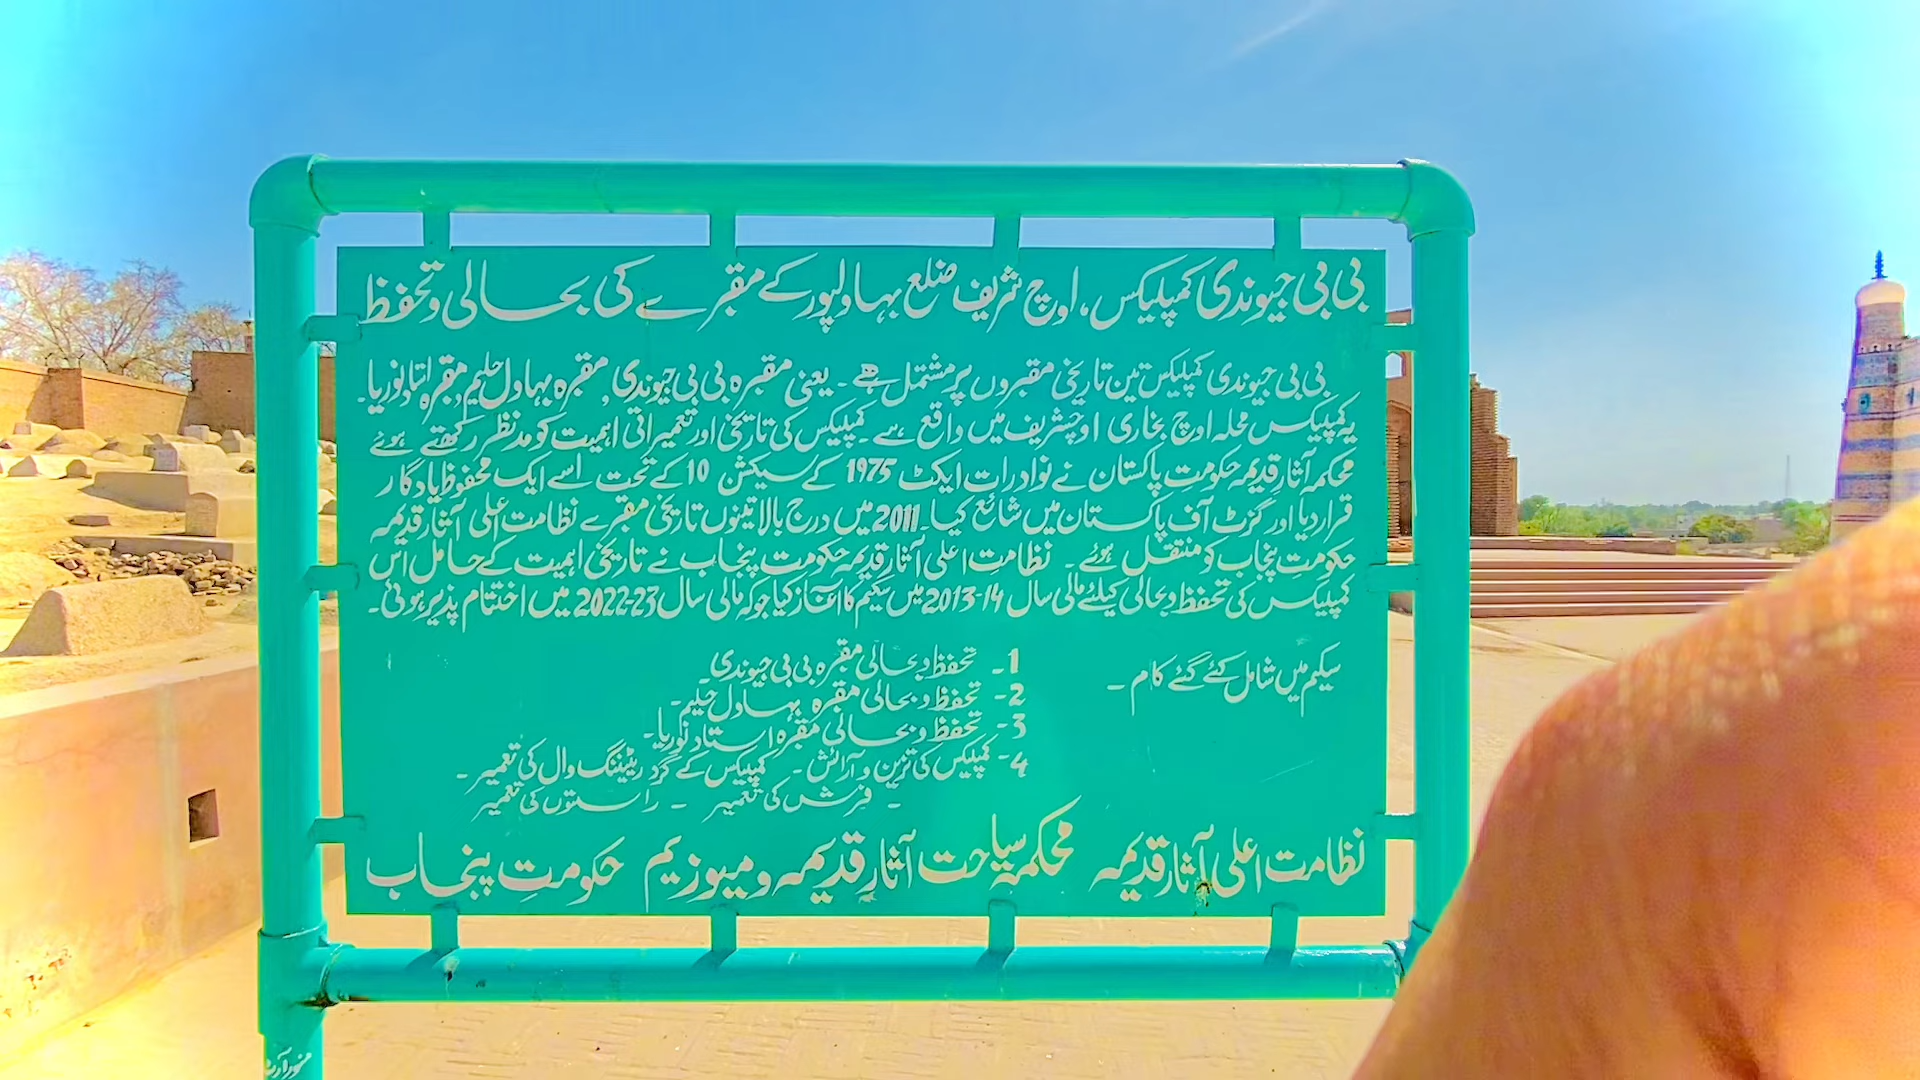 بی بی جیوندی کمپلیکس، اوچ شریف ضلع بہاولپور کے مقبرے کی بحالی و تحفظ
بی بی جیوندی کمپلیکس تین تاریخی مقبروں پر مشتمل ہے ۔ یعنی مقبرہ بی بی جیوندی، مقبرہ بہاول حلیم و مقبرہ استاد نوریا۔
یہ کمپلیکس محلہ اوچ بخاری اوچشریف میں واقع ہے ۔ کمپلیکس کی تاریخی اور تعمیراتی اہمیت کو مدنظر رکھتے ہوئے
محکمہ آثارِ قدیمہ حکومتِ پاکستان نے نوادرات ایکٹ 1975 کے سیکشن 10 کے تحت اسے ایک محفوظ یادگار
قرار دیا اور گزٹ آف پاکستان میں شائع کیا۔ 2011 میں درج بالا تینوں تاریخی مقبرے نظامت اعلی آثار قدیمہ
حکومتِ پنجاب کو منتقل ہوئے ۔ نظامتِ اعلی آثار قدیمہ حکومت پنجاب نے تاریخی اہمیت کے حامل اس
کمپلیکس کی تحفظ و بحالی کیلئے مالی سال 14-2013 میں سکیم کا آغاز کیا جو کہ مالی سال 23-2022 میں اختتام پذیر ہوئی۔
سکیم میں شامل کئے گئے کام ۔
1۔ تحفظ و بحالی مقبرہ بی بی جیوندی۔
2- تحفظ و بحالی مقبرہ بہاول حلیم۔
3- تحفظ و بحالی مقبرہ استاد نوریا۔
4- کمپلیکس کی تزین و آرائش ۔ کمپلیکس کے گرد ریٹننگ وال کی تعمیر ۔
۔ فرش کی تعمیر ۔ راستوں کی تعمیر
نظامت اعلی آثار قدیمہ محکمہ سیاحت آثارِ قدیمہ و میوزیم حکومتِ پنجاب